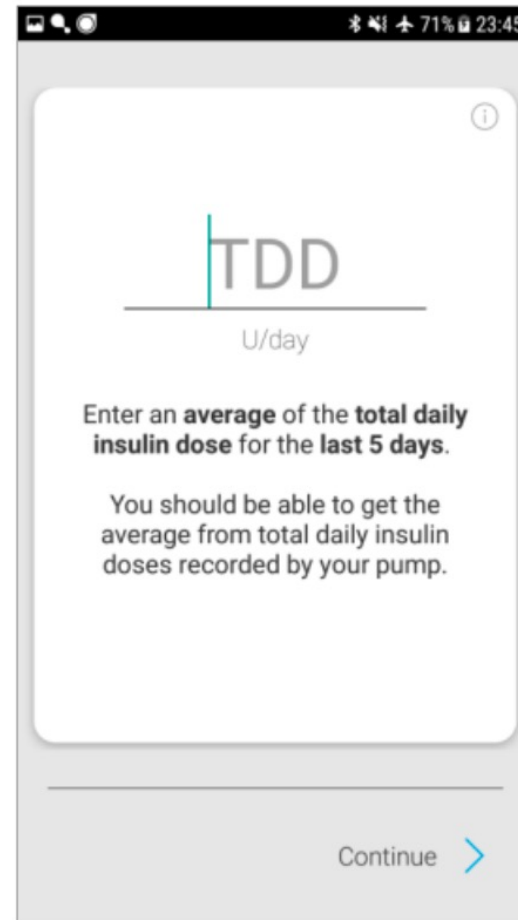 71% 23:45
TDD
U/day
Enter an average of the total daily
insulin dose for the last 5 days.
You should be able to get the
average from total daily insulin
doses recorded by your pump.
Continue